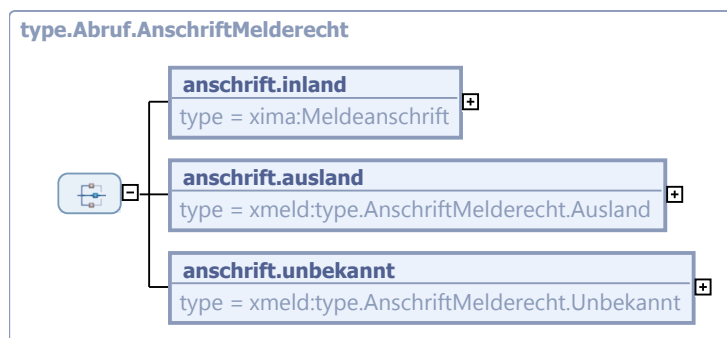 type.Abruf.AnschriftMelderecht
anschrift.inland
type = xima:Meldeanschrift
anschrift.ausland
type = xmeld:type.AnschriftMelderecht.Ausland
anschrift.unbekannt
type = xmeld:type.AnschriftMelderecht.Unbekannt